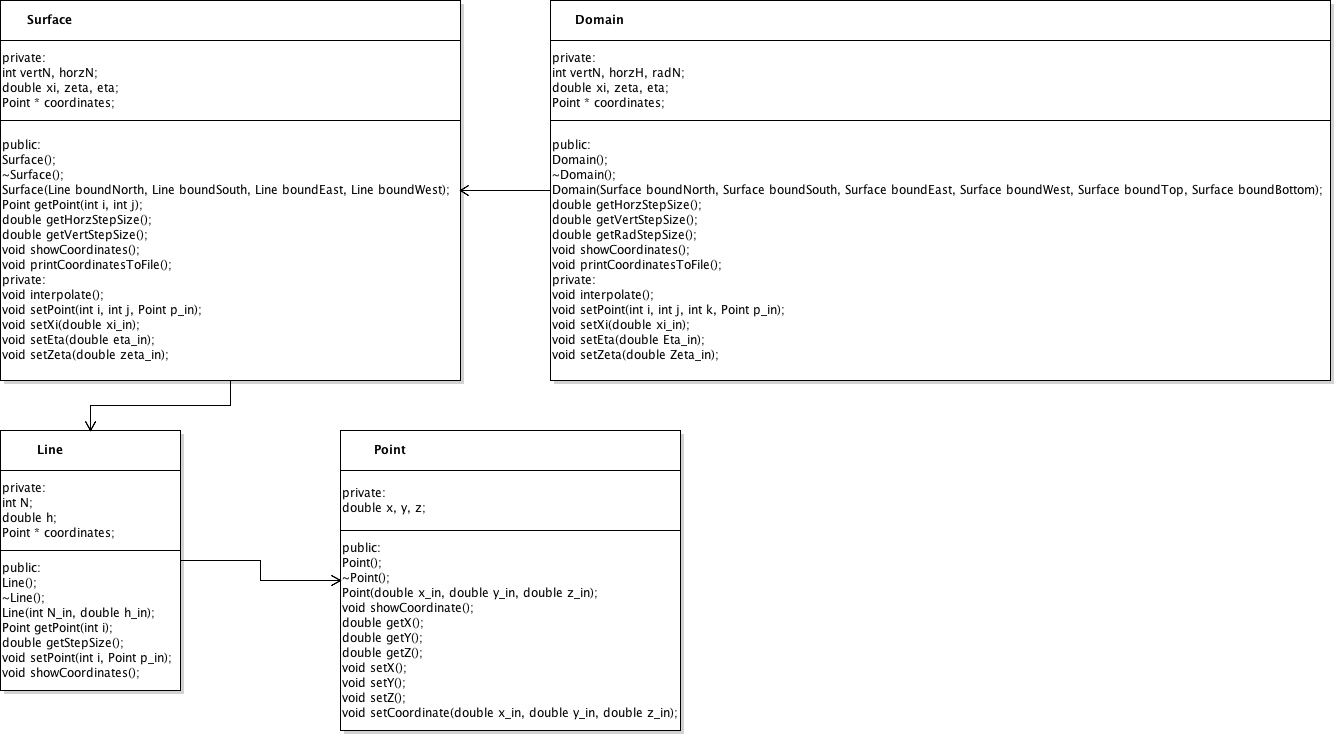 Surface
private:
int vertN, horzN;
double xi, zeta, eta;
Point * coordinates;
public:
Surface();
~Surface();
Surface(Line boundNorth, Line boundSouth, Line boundEast, Line boundWest);
Point getPoint(int i, int j);
double getHorzStepSize();
double getVertStepSize();
void showCoordinates();
void printCoordinatesToFile();
private:
void interpolate();
void setPoint(int i, int j, Point p_in);
void setXi(double xi_in);
void setEta(double eta_in);
void setZeta(double zeta_in);
Domain
private:
int vertN, horzH, radN;
double xi, zeta, eta;
Point * coordinates;
public:
Domain();
~Domain();
Domain(Surface boundNorth, Surface boundSouth, Surface boundEast, Surface boundWest, Surface boundTop, Surface boundBottom);
double getHorzStepSize();
double getVertStepSize();
double getRadStepSize();
void showCoordinates();
void printCoordinatesToFile();
private:
void interpolate();
void setPoint(int i, int j, int k, Point p_in);
void setXi(double xi_in);
void setEta(double Eta_in);
void setZeta(double Zeta_in);
Line
private:
int N;
double h;
Point * coordinates;
public:
Line();
~Line();
Line(int N_in, double h_in);
Point getPoint(int i);
double getStepSize();
void setPoint(int i, Point p_in);
void showCoordinates();
Point
private:
double x, y, z;
public:
Point();
~Point();
Point(double x_in, double y_in, double z_in);
void showCoordinate();
double getX();
double getY();
double getZ();
void setX();
void setY();
void setZ();
void setCoordinate(double x_in, double y_in, double z_in);